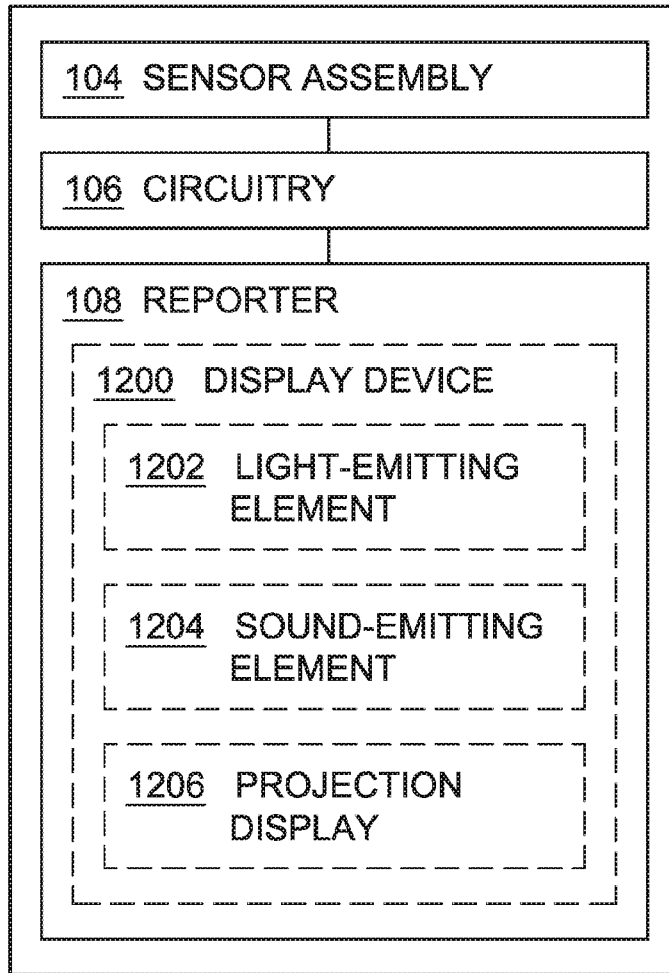 104 SENSOR ASSEMBLY
106 CIRCUITRY
108 REPORTER
1200 DISPLAY DEVICE
1202 LIGHT-EMITTING
ELEMENT
1204 SOUND-EMITTING
ELEMENT
1206 PROJECTION
DISPLAY